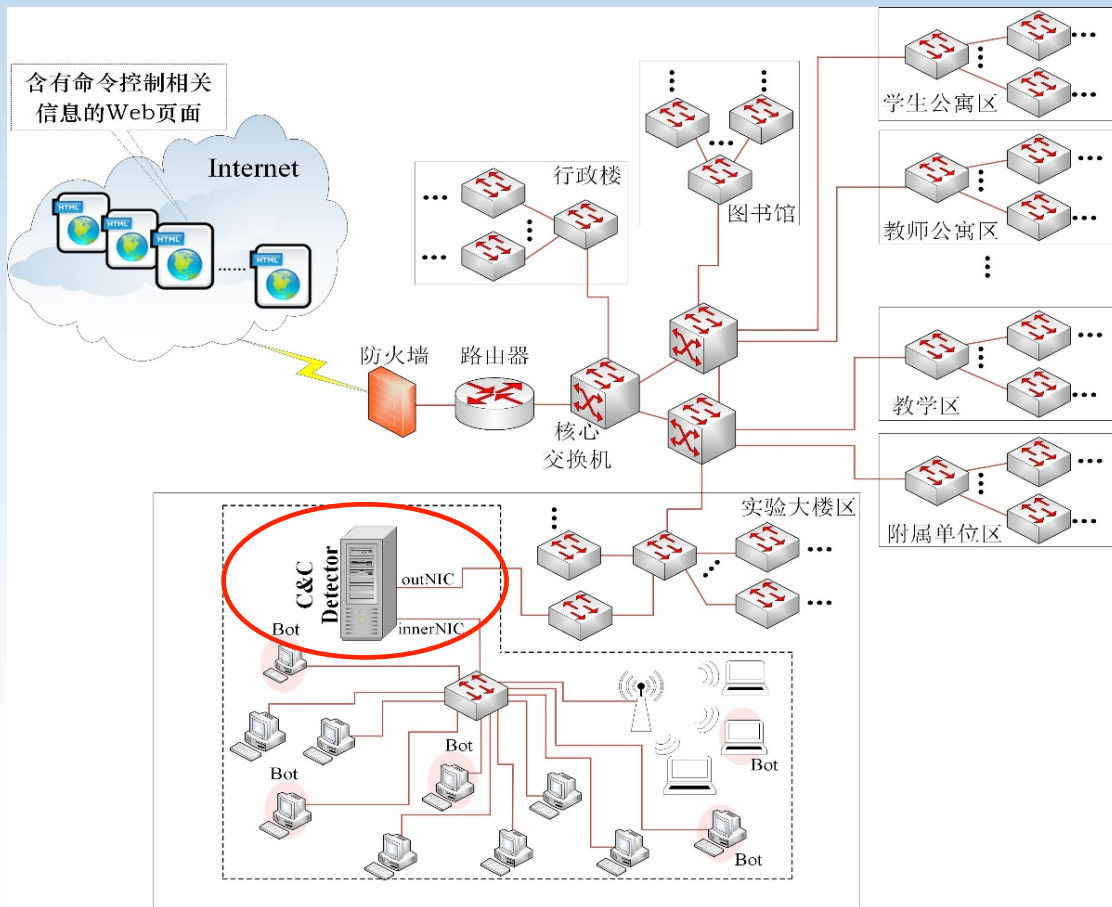 含有命令控制相关
信息的Web页面
Internet
HTML
HTML
HTML
......
HTML
行政楼
图书馆
学生公寓区
教师公寓区
教学区
附属单位区
防火墙
路由器
核心
交换机
实验大楼区
C&C
Detector
outNIC
innerNIC
Bot
Bot
Bot
Bot
Bot